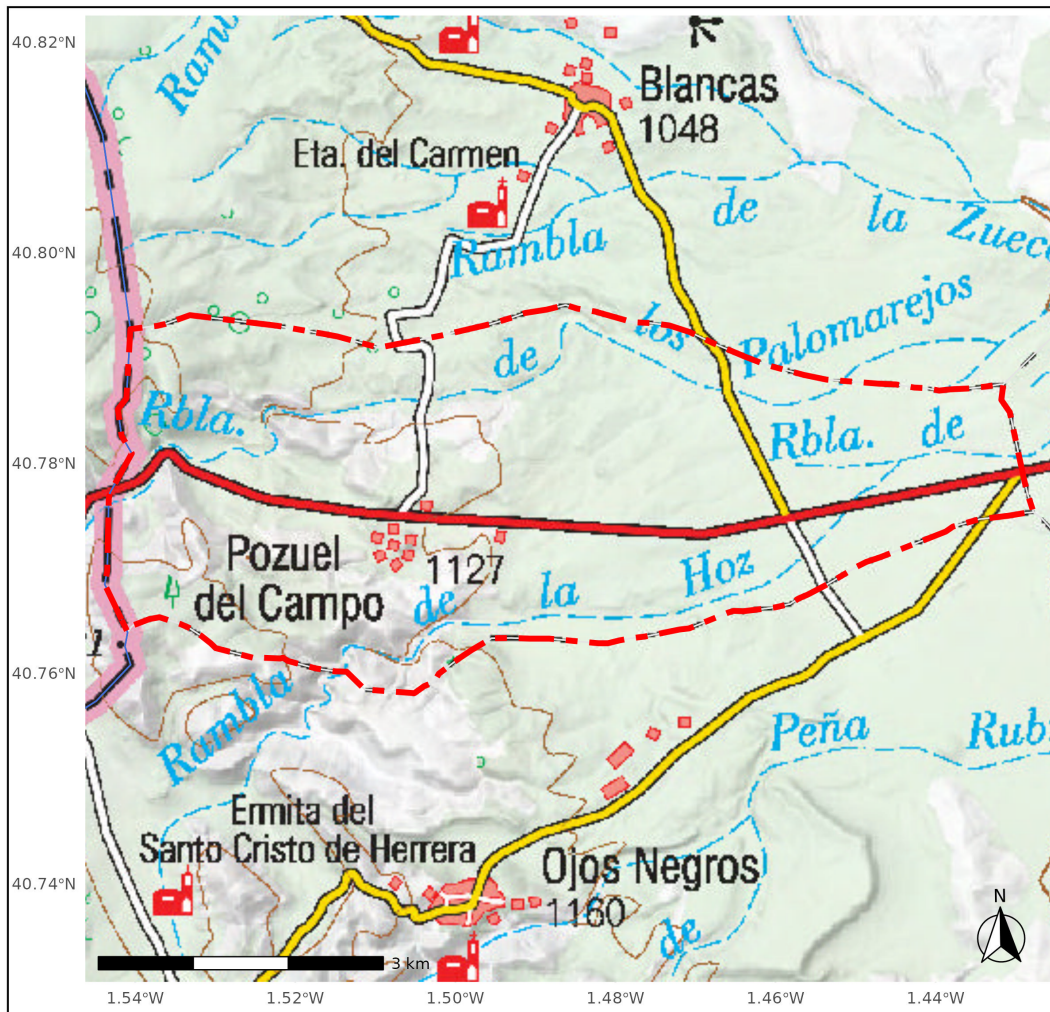 40.82°N
40.80°N
40.78°N
40.76°N
40.74°N
Blancas
1048
Eta. del Carmen
Rambla de la
Palomarejos
de los
Rbla.
Rbla. de
Pozuel
del Campo
1127
Rambla de la Hoz
Peña
Ermita del
Santo Cristo de Herrera
Ojos Negros
1160
de
N
3 km
1.54°W 1.52°W 1.50°W 1.48°W 1.46°W 1.44°W